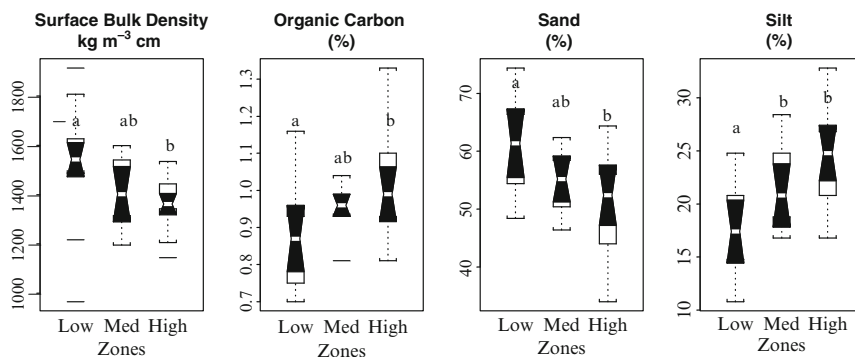 Surface Bulk Density
kg m⁻³ cm
1000 1200 1400 1600 1800
a ab b
Low Med High
Zones
Organic Carbon
(%)
0.7 0.8 0.9 1.0 1.1 1.2 1.3
a ab b
Low Med High
Zones
Sand
(%)
40 50 60 70
a ab b
Low Med High
Zones
Silt
(%)
10 15 20 25 30
a b b
Low Med High
Zones